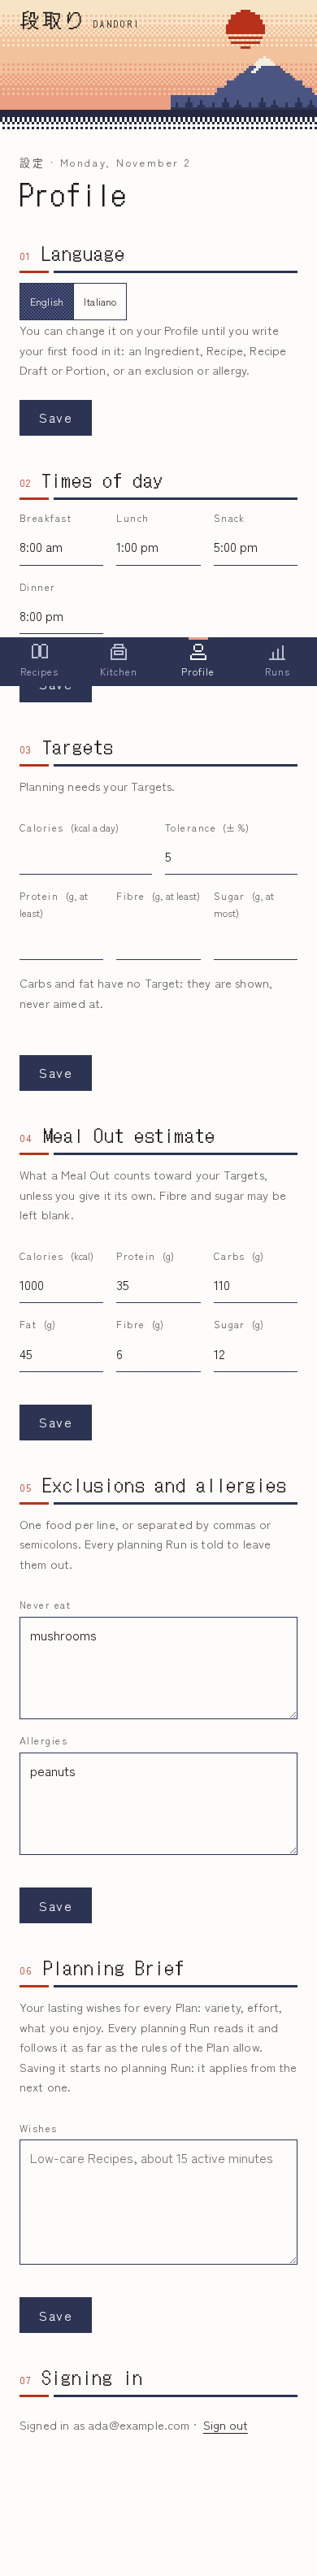 段取り DANDORI
設定 · Monday, November 2
Profile
01 Language
English Italiano
You can change it on your Profile until you write
your first food in it: an Ingredient, Recipe, Recipe
Draft or Portion, or an exclusion or allergy.
Save
02 Times of day
Breakfast Lunch Snack
8:00 am 1:00 pm 5:00 pm
Dinner
8:00 pm
Recipes Kitchen Profile Runs
Save
03 Targets
Planning needs your Targets.
Calories (kcal a day) Tolerance (± %)
5
Protein (g, at Fibre (g, at least) Sugar (g, at
least) most)
Carbs and fat have no Target: they are shown,
never aimed at.
Save
04 Meal Out estimate
What a Meal Out counts toward your Targets,
unless you give it its own. Fibre and sugar may be
left blank.
Calories (kcal) Protein (g) Carbs (g)
1000 35 110
Fat (g) Fibre (g) Sugar (g)
45 6 12
Save
05 Exclusions and allergies
One food per line, or separated by commas or
semicolons. Every planning Run is told to leave
them out.
Never eat
mushrooms
Allergies
peanuts
Save
06 Planning Brief
Your lasting wishes for every Plan: variety, effort,
what you enjoy. Every planning Run reads it and
follows it as far as the rules of the Plan allow.
Saving it starts no planning Run: it applies from the
next one.
Wishes
Low-care Recipes, about 15 active minutes
Save
07 Signing in
Signed in as ada@example.com · Sign out